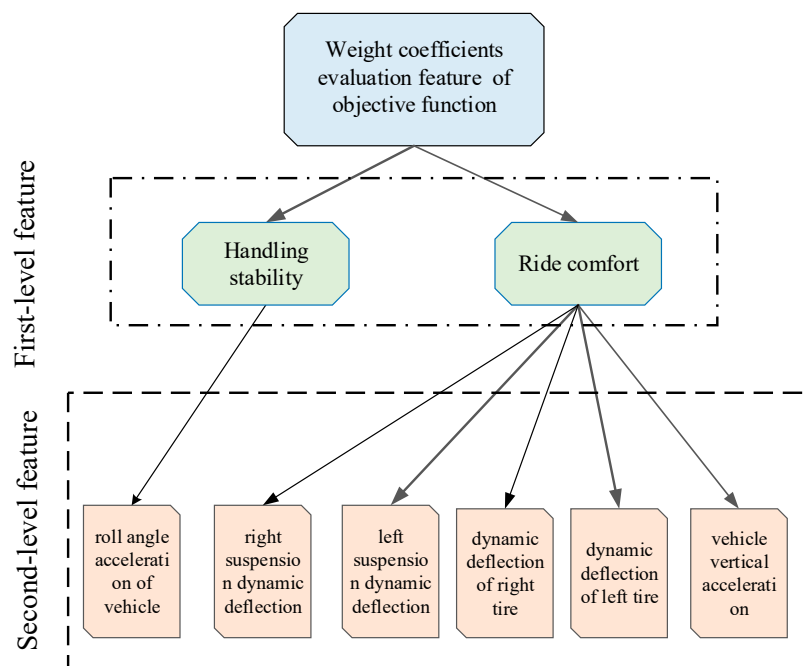 Weight coefficients
evaluation feature of
objective function
First-level feature
Handling
stability
Ride comfort
Second-level feature
roll angle
accelerati
on of
vehicle
right
suspensio
n dynamic
deflection
left
suspensio
n dynamic
deflection
dynamic
deflection
of right
tire
dynamic
deflection
of left tire
vehicle
vertical
accelerati
on